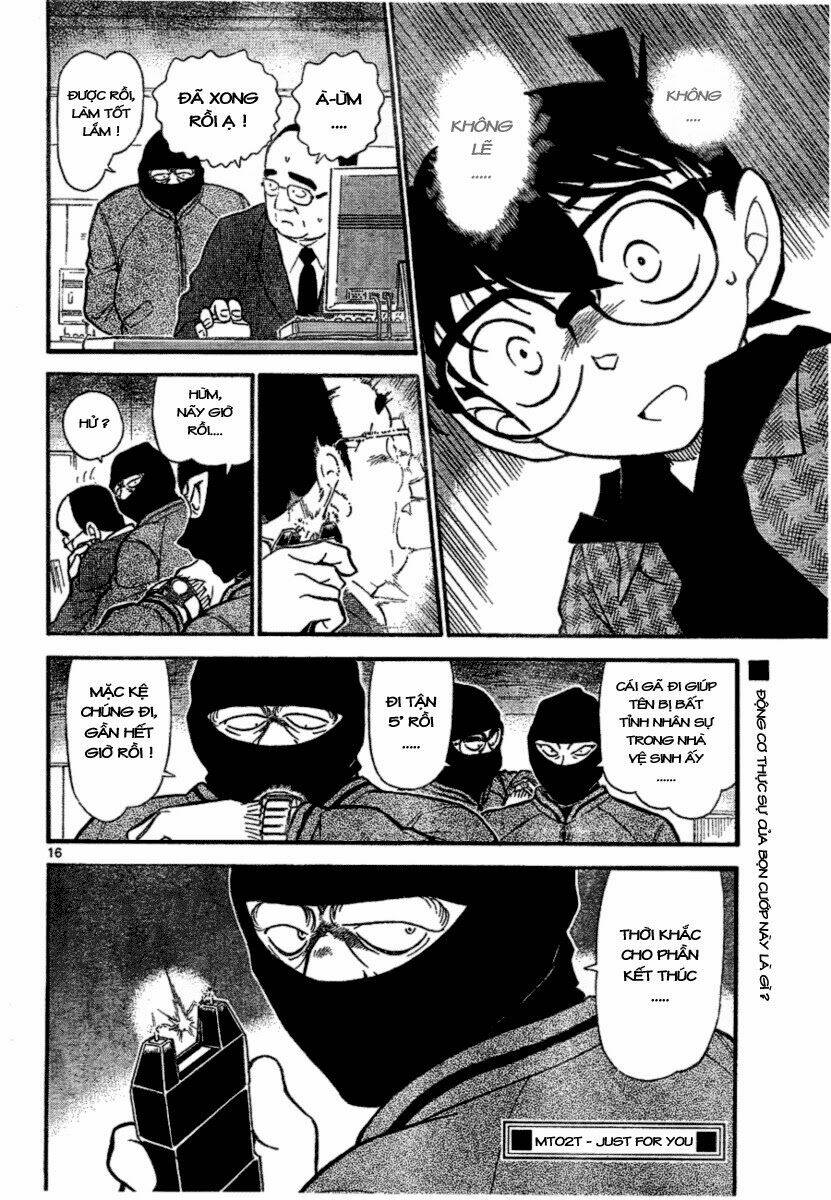 KHÔNG
....
KHÔNG
LẼ
.....
À-ỪM
....
ĐÃ XONG
RỒI Ạ !
ĐƯỢC RỒI,
LÀM TỐT
LẮM !
HỪM,
NÃY GIỜ
RỒI....
HỬ ?
CÁI GÃ ĐI GIÚP
TÊN BỊ BẤT
TỈNH NHÂN SỰ
TRONG NHÀ
VỆ SINH ẤY
......
ĐI TẬN
5' RỒI
.....
MẶC KỆ
CHÚNG ĐI,
GẦN HẾT
GIỜ RỒI !
16
THỜI KHẮC
CHO PHẦN
KẾT THÚC
.....
ĐỘNG CƠ THỰC SỰ CỦA BỌN CƯỚP NÀY LÀ GÌ ?
MT02T - JUST FOR YOU